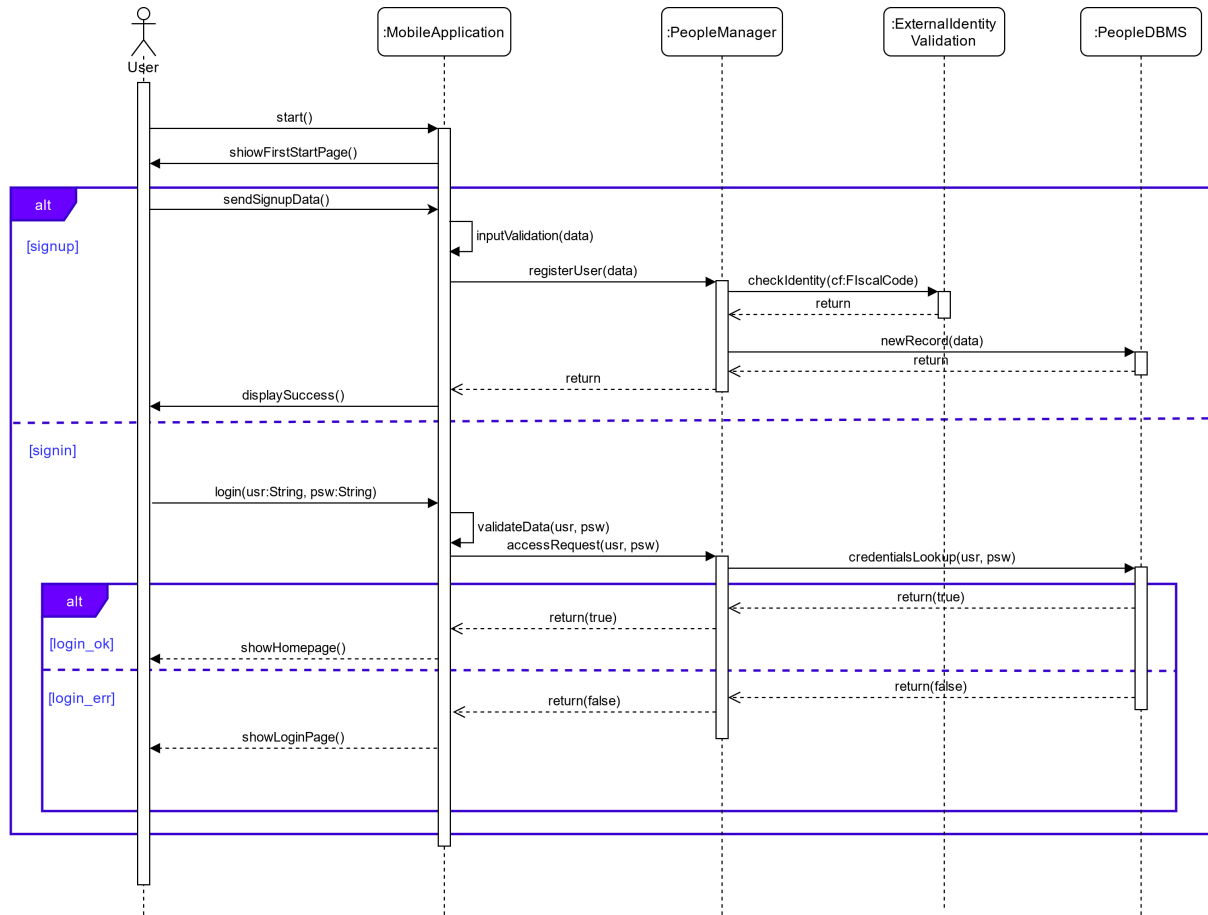 User
:MobileApplication
:PeopleManager
:ExternalIdentity
Validation
:PeopleDBMS
start()
shiowFirstStartPage()
alt
sendSignupData()
[signup]
inputValidation(data)
registerUser(data)
checkIdentity(cf:FIscalCode)
return
newRecord(data)
return
return
displaySuccess()
[signin]
login(usr:String, psw:String)
validateData(usr, psw)
accessRequest(usr, psw)
credentialsLookup(usr, psw)
alt
return(true)
return(true)
[login_ok]
showHomepage()
[login_err]
return(false)
return(false)
showLoginPage()